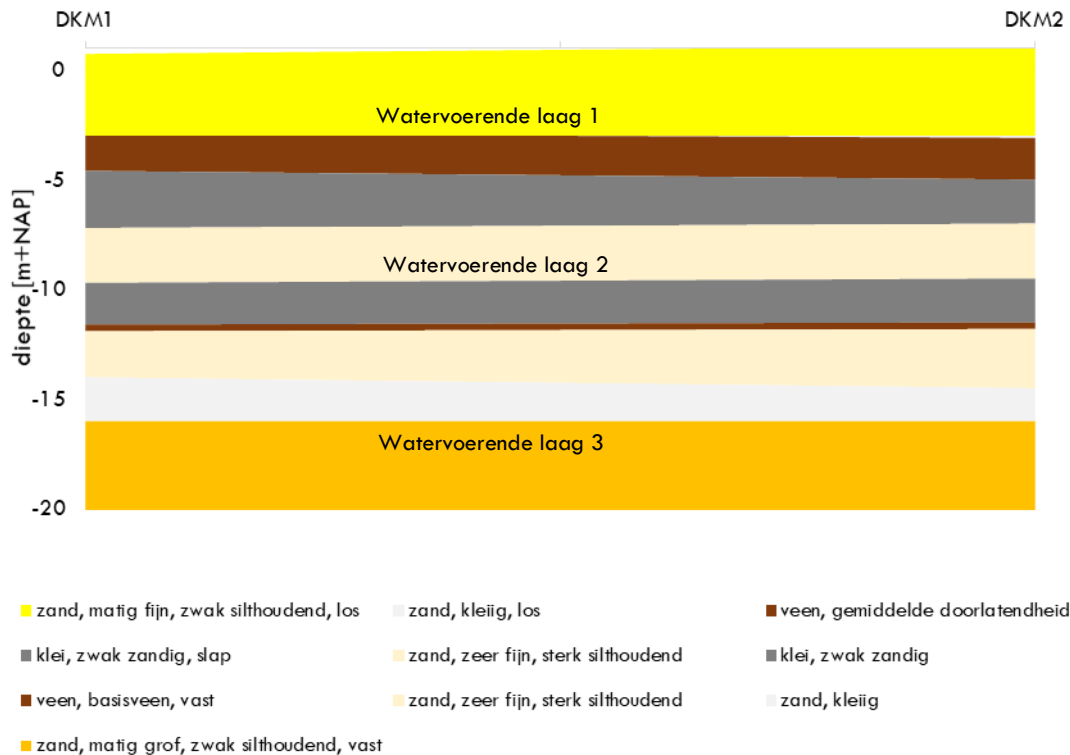 DKM1 DKM2
0
Watervoerende laag 1
-5
diepte [m+NAP]
Watervoerende laag 2
-10
-15
Watervoerende laag 3
-20
zand, matig fijn, zwak silthoudend, los zand, kleiig, los veen, gemiddelde doorlatendheid
klei, zwak zandig, slap zand, zeer fijn, sterk silthoudend klei, zwak zandig
veen, basisveen, vast zand, zeer fijn, sterk silthoudend zand, kleiig
zand, matig grof, zwak silthoudend, vast